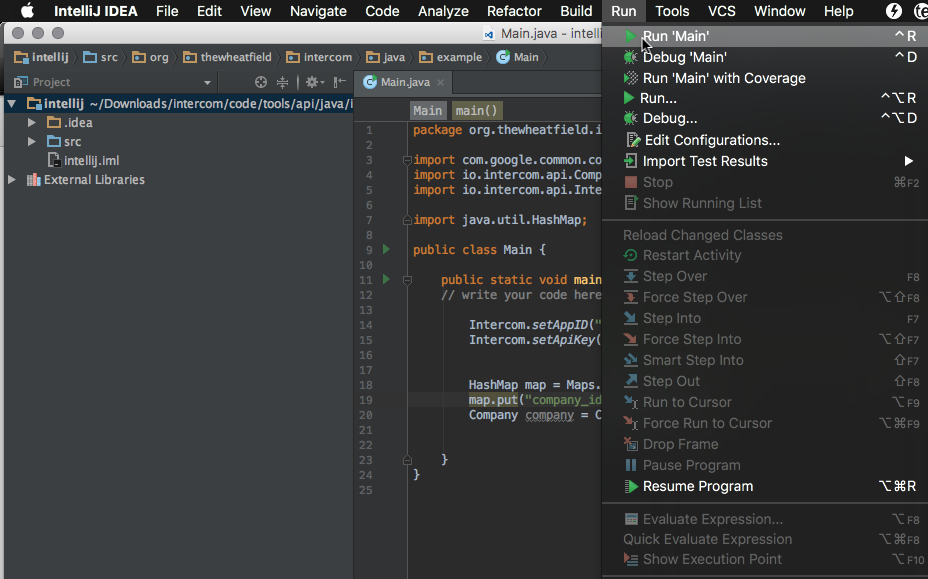 IntelliJ IDEA File Edit View Navigate Code Analyze Refactor Build Run Tools VCS Window Help
Main.java - intelli
intellij src org thewheatfield intercom java example Main
Project
Main.java
intellij ~/Downloads/intercom/code/tools/api/java/i
.idea
src
intellij.iml
External Libraries
Main main()
1 package org.thewheatfield.i
2
3 import com.google.common.co
4 import io.intercom.api.Comp
5 import io.intercom.api.Inte
6
7 import java.util.HashMap;
8
9 public class Main {
10
11 public static void main
12 // write your code here
13
14 Intercom.setAppID("
15 Intercom.setApiKey(
16
17
18 HashMap map = Maps.
19 map.put("company_id
20 Company company = C
21
22
23 }
24 }
25
Run 'Main' ^R
Debug 'Main' ^D
Run 'Main' with Coverage
Run... ^⌥R
Debug... ^⌥D
Edit Configurations...
Import Test Results
Stop ⌘F2
Show Running List
Reload Changed Classes
Restart Activity
Step Over F8
Force Step Over ⌥⇧F8
Step Into F7
Force Step Into ⌥⇧F7
Smart Step Into ⇧F7
Step Out ⇧F8
Run to Cursor ⌥F9
Force Run to Cursor ⌥⌘F9
Drop Frame
Pause Program
Resume Program ⌥⌘R
Evaluate Expression... ⌥F8
Quick Evaluate Expression ⌥⌘F8
Show Execution Point ⌥F10